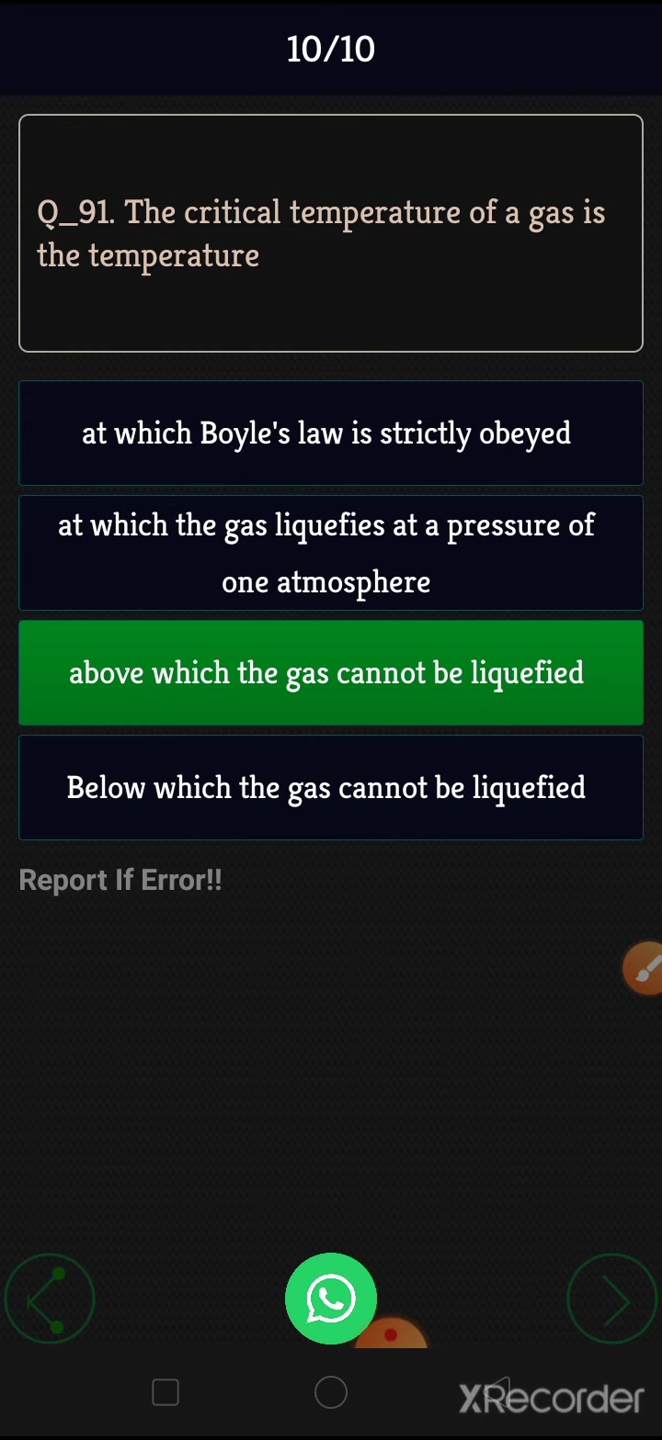 10/10
Q_91. The critical temperature of a gas is
the temperature
at which Boyle's law is strictly obeyed
at which the gas liquefies at a pressure of
one atmosphere
above which the gas cannot be liquefied
Below which the gas cannot be liquefied
Report If Error!!
XRecorder